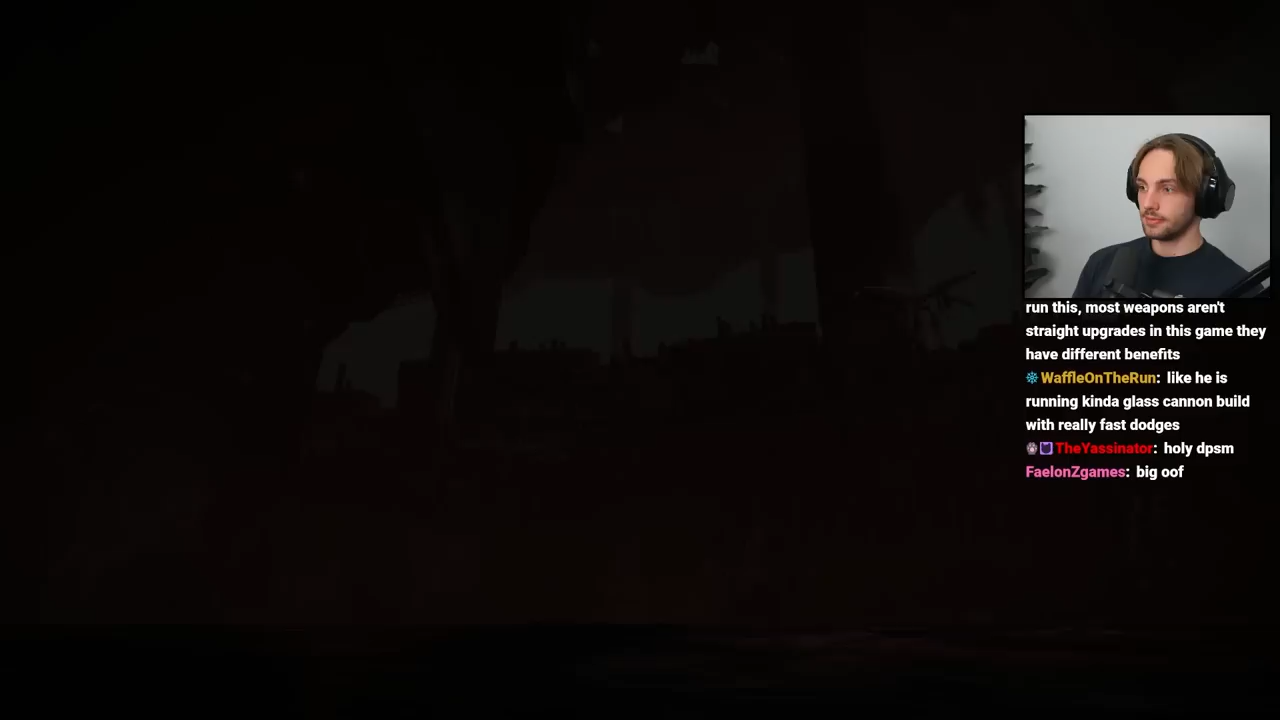 run this, most weapons aren't
straight upgrades in this game they
have different benefits
WaffleOnTheRun: like he is
running kinda glass cannon build
with really fast dodges
TheYassinator: holy dpsm
FaelonZgames: big oof